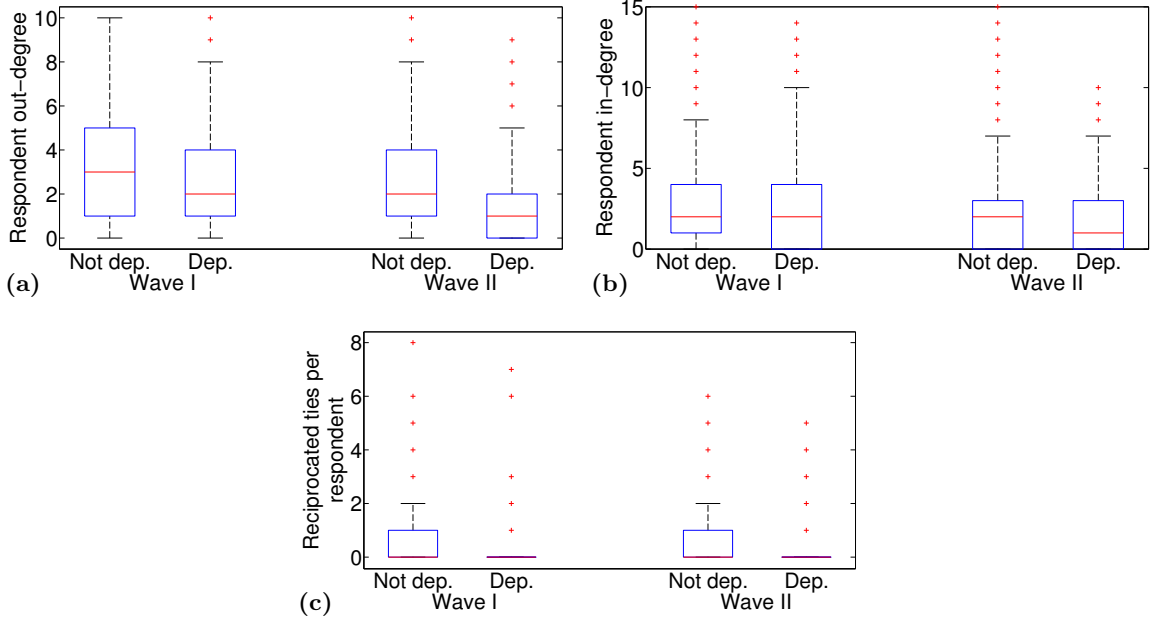 Respondent out−degree
10
8
6
4
2
0
Not dep. Dep. Not dep. Dep.
Wave I Wave II
(a)
Respondent in−degree
15
10
5
0
Not dep. Dep. Not dep. Dep.
Wave I Wave II
(b)
Reciprocated ties per
respondent
8
6
4
2
0
Not dep. Dep. Not dep. Dep.
Wave I Wave II
(c)